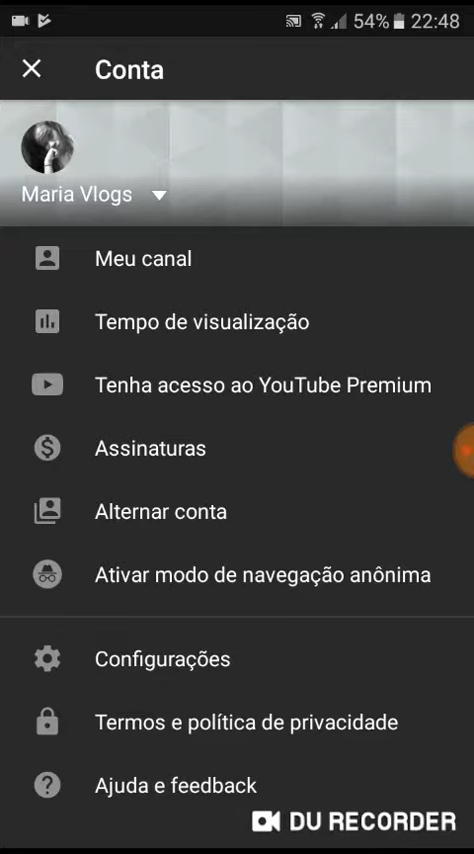 54% 22:48
Conta
Maria Vlogs
Meu canal
Tempo de visualização
Tenha acesso ao YouTube Premium
Assinaturas
Alternar conta
Ativar modo de navegação anônima
Configurações
Termos e política de privacidade
Ajuda e feedback
DU RECORDER